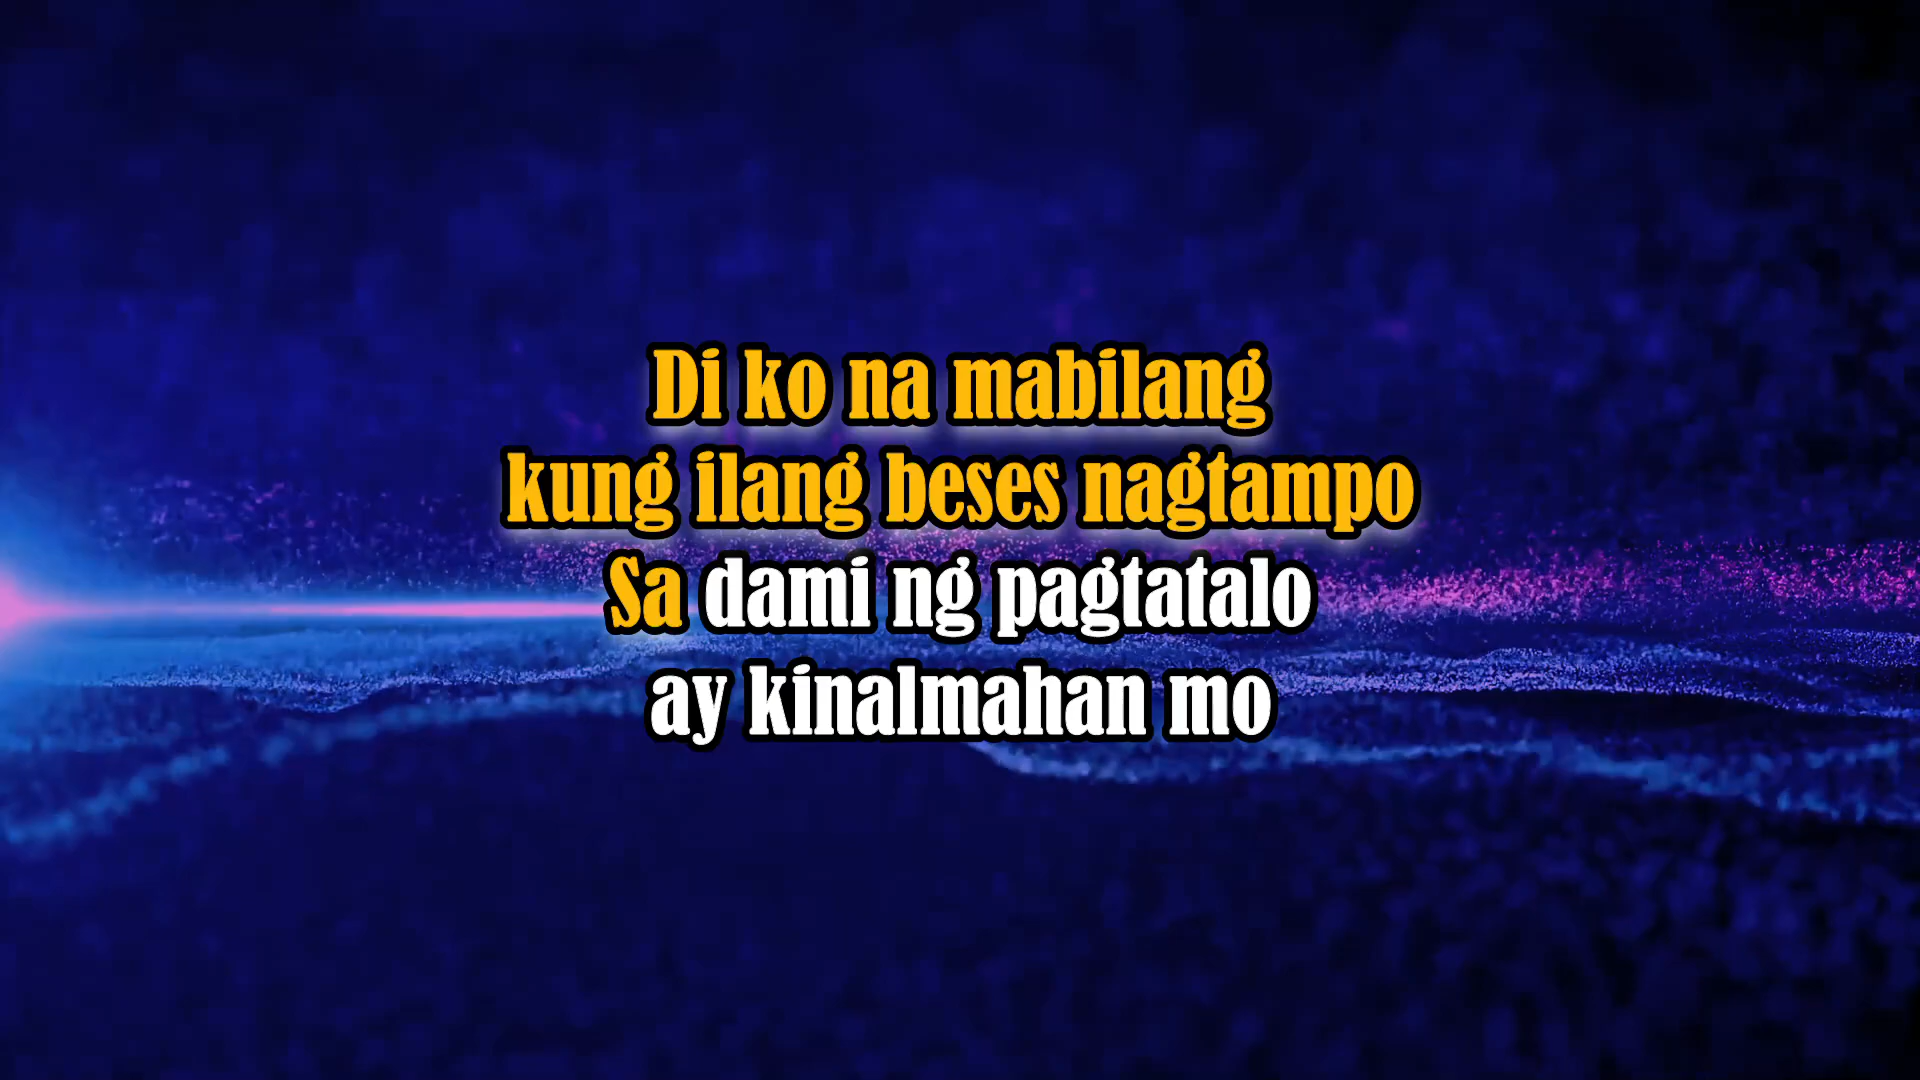 Di ko na mabilang
kung ilang beses nagtampo
Sa dami ng pagtatalo
ay kinalmahan mo